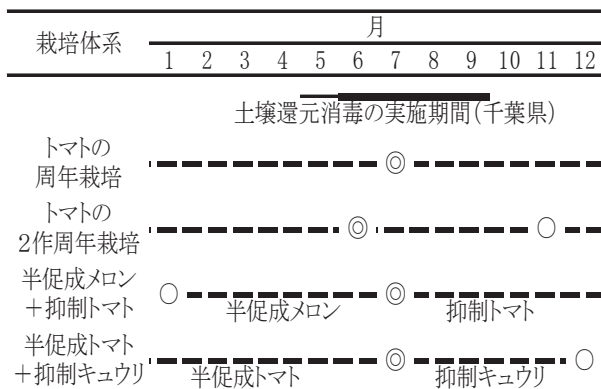 栽培体系
月
1 2 3 4 5 6 7 8 9 10 11 12
土壌還元消毒の実施期間(千葉県)
トマトの
周年栽培
◎
トマトの
2作周年栽培
◎ ○
半促成メロン
+抑制トマト
○ ◎
半促成メロン 抑制トマト
半促成トマト
+抑制キュウリ
◎ ○
半促成トマト 抑制キュウリ